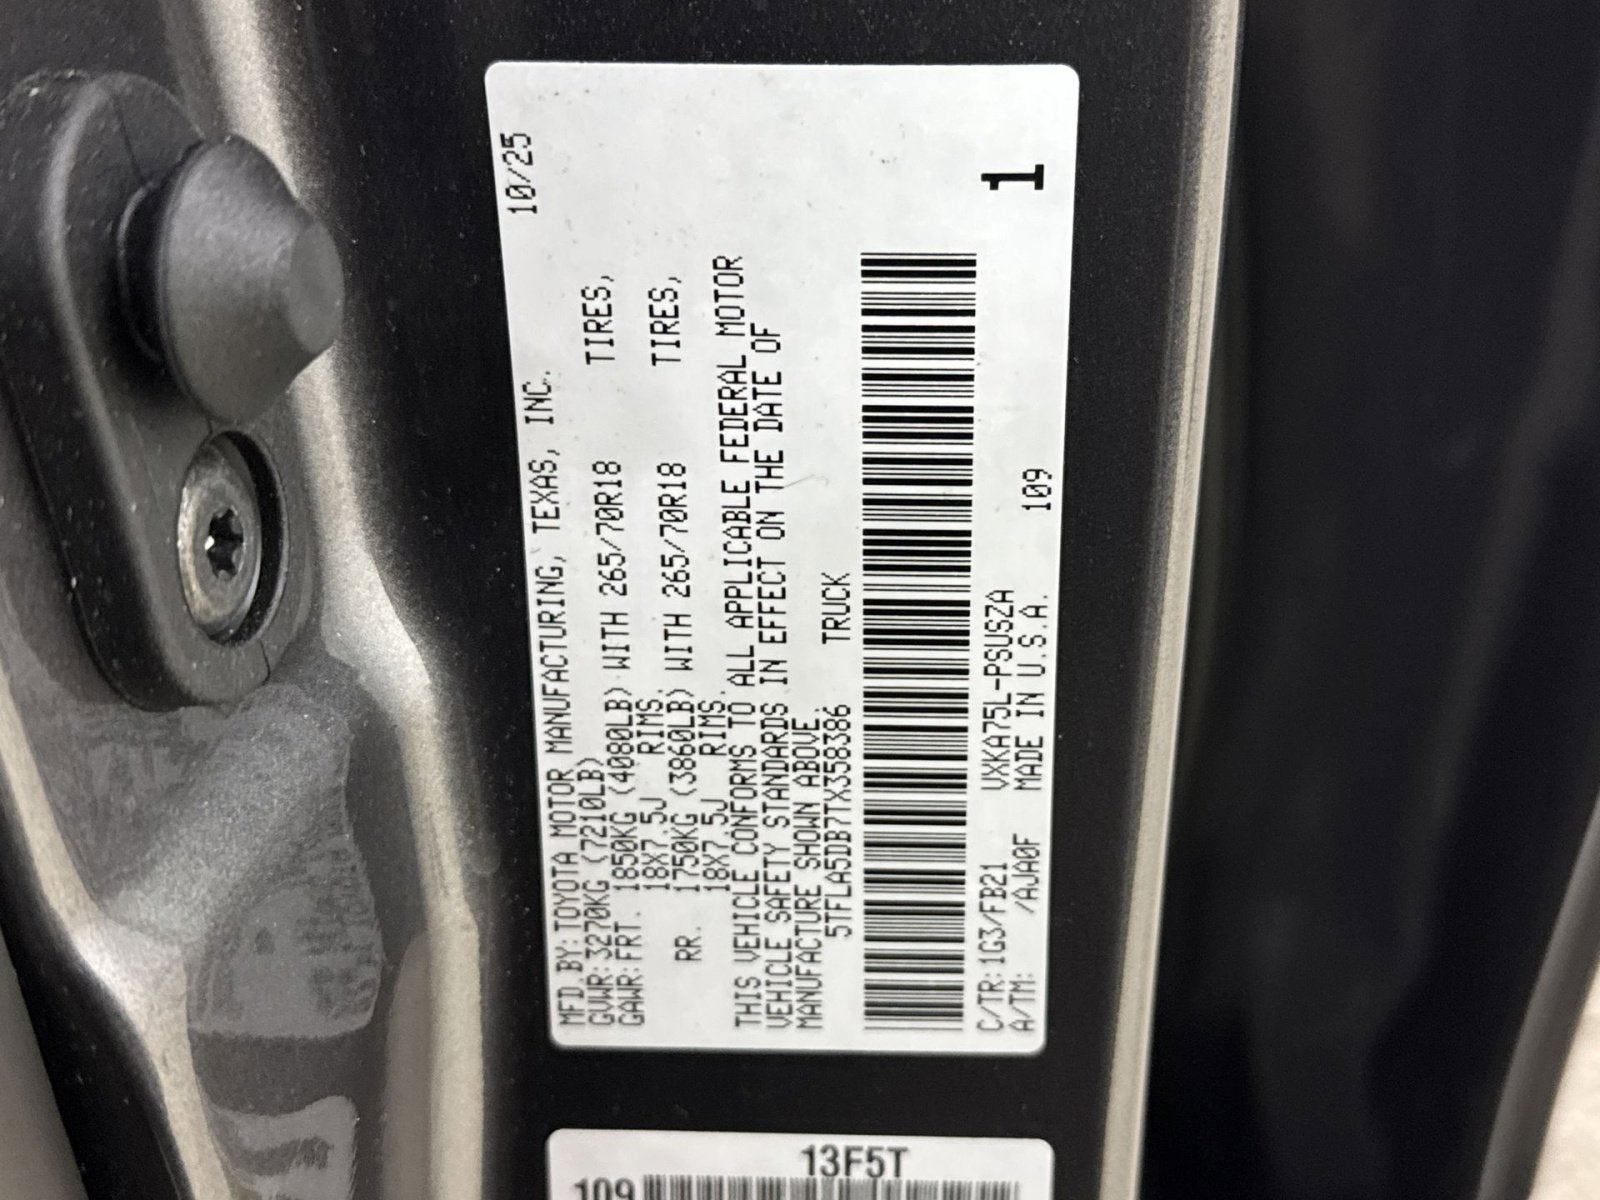 10/25
MFD.BY:TOYOTA MOTOR MANUFACTURING, TEXAS, INC.
GVWR:3270KG (7210LB)
GAWR:FRT. 1850KG (4080LB) WITH 265/70R18 TIRES,
18X7.5J RIMS.
RR. 1750KG (3860LB) WITH 265/70R18 TIRES,
18X7.5J RIMS.
THIS VEHICLE CONFORMS TO ALL APPLICABLE FEDERAL MOTOR
VEHICLE SAFETY STANDARDS IN EFFECT ON THE DATE OF
MANUFACTURE SHOWN ABOVE.
5TFLA5DB7TX358386 TRUCK
C/TR:1G3/FB21 VXKA75L-PSUSZA 109
A/TM: /AJA0F MADE IN U.S.A.
1
13F5T
109